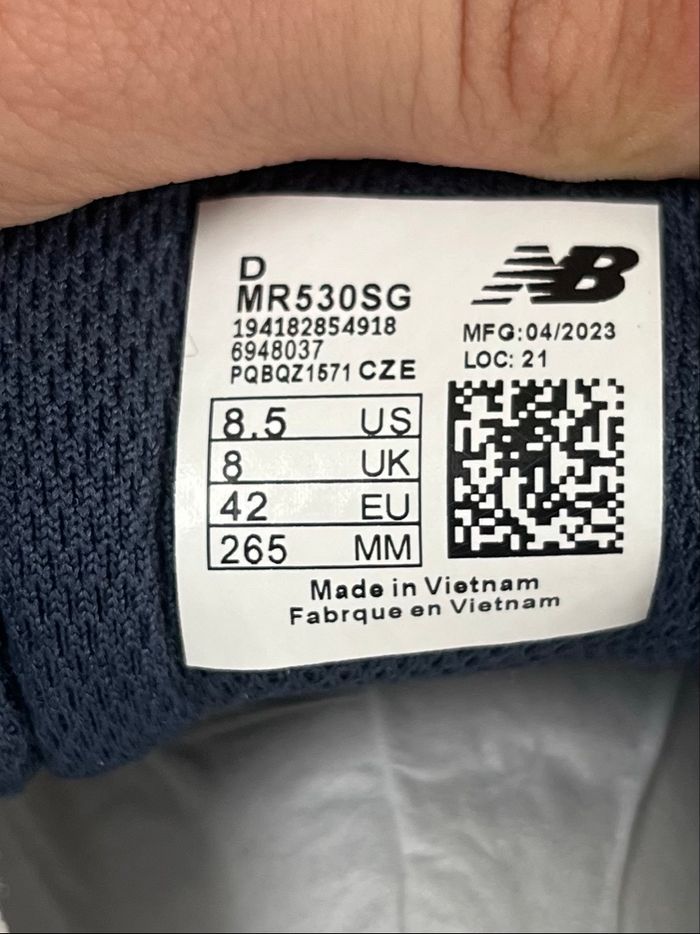 D
MR530SG
194182854918
6948037
PQBQZ1571 CZE
NB
MFG:04/2023
LOC: 21
8.5 US
8 UK
42 EU
265 MM
Made in Vietnam
Fabrque en Vietnam